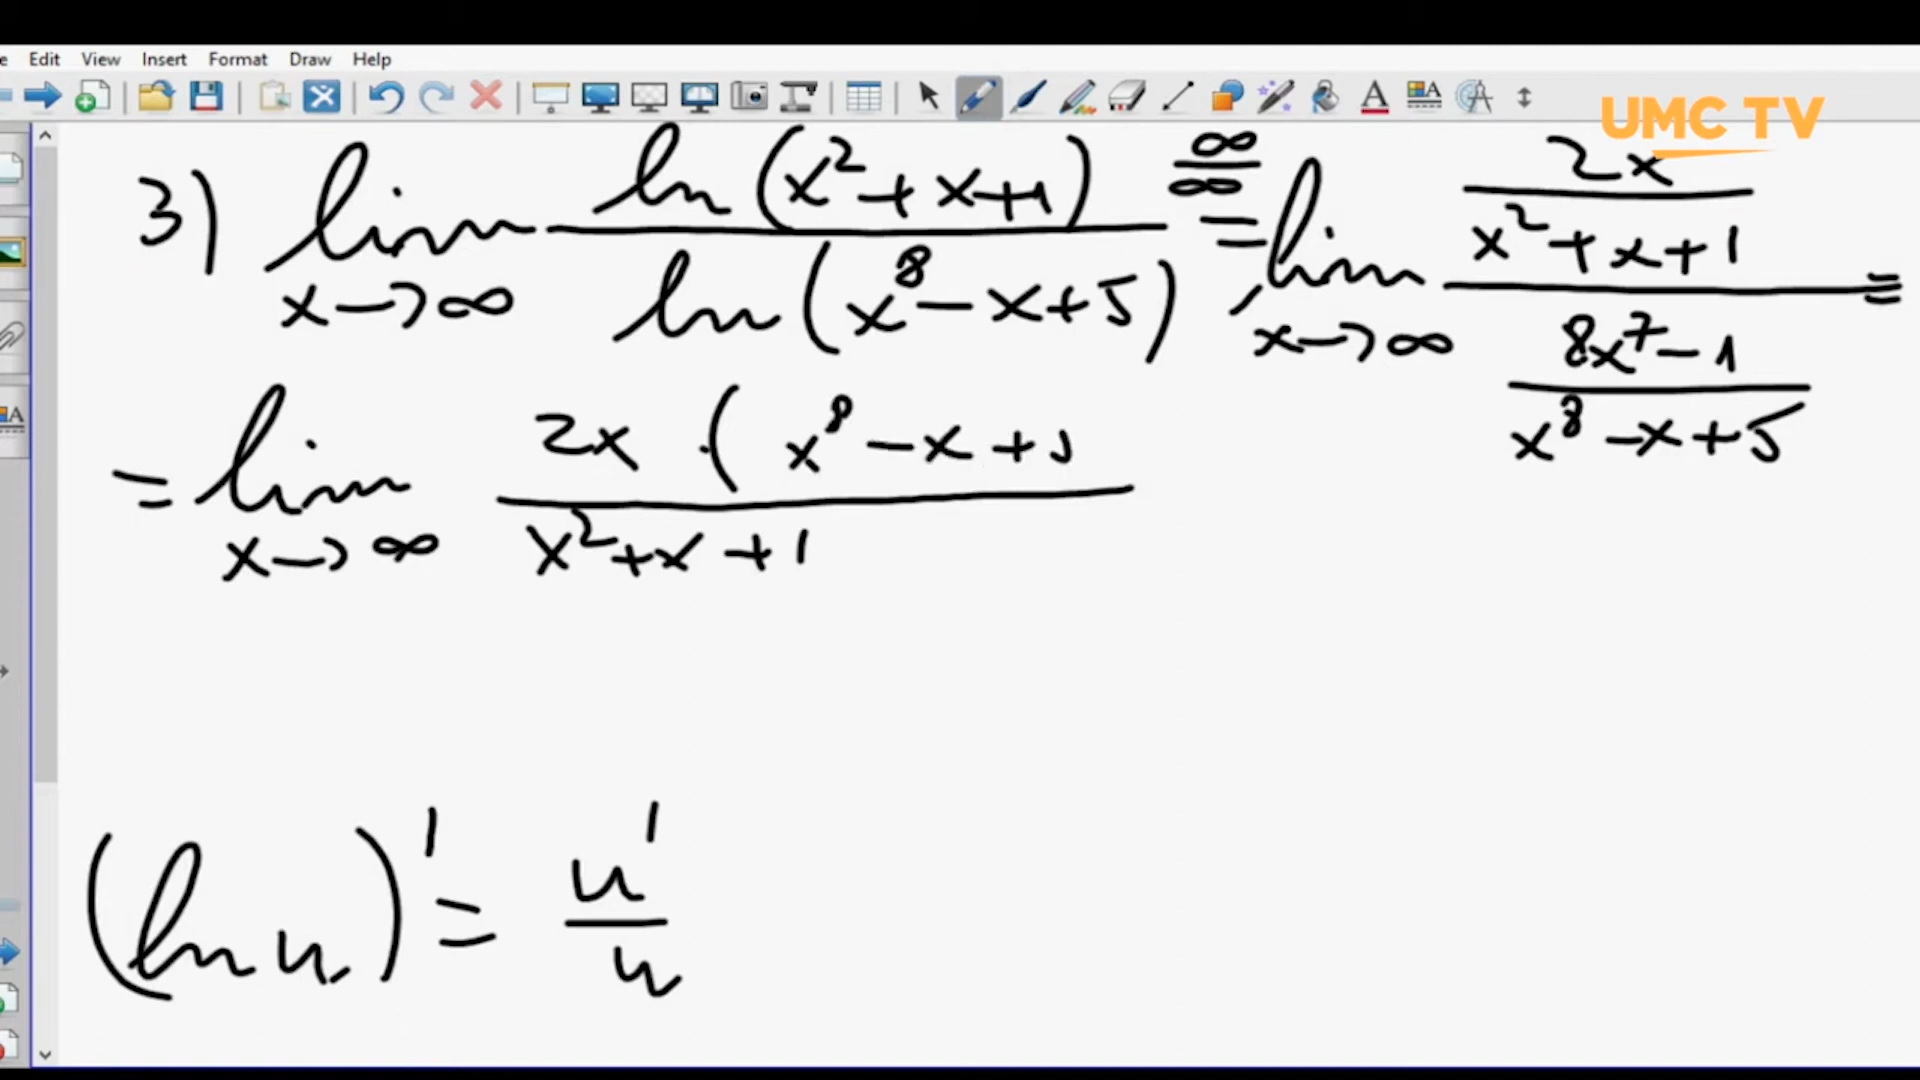 Edit View Insert Format Draw Help
UMC TV
3) lim x→∞ ln(x²+x+1) / ln(x⁸-x+5) ∞/∞ = lim x→∞ (2x / x²+x+1) / (8x⁷-1 / x⁸-x+5) =
= lim x→∞ 2x · (x⁸-x+5 / x²+x+1
(ln u)' = u' / u